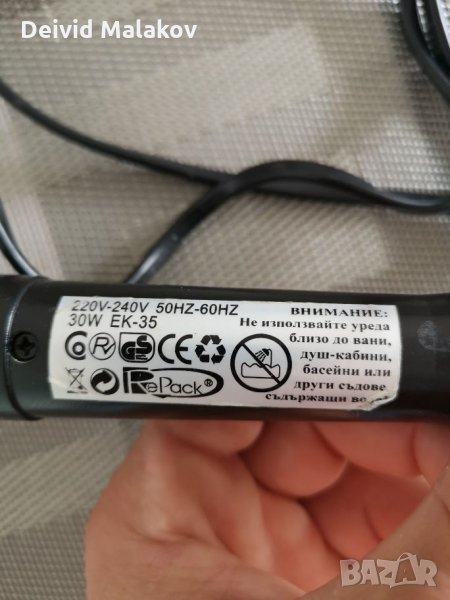 Deivid Malakov
220V-240V 50HZ-60HZ
30W EK-35
RePack®
ВНИМАНИЕ:
Не използвайте уреда
близо до вани,
душ-кабини,
басейни или
други съдове
съдържащи
BAZAR